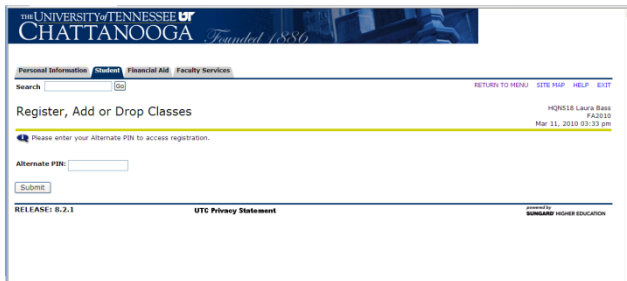 THE UNIVERSITY of TENNESSEE UT
CHATTANOOGA Founded 1886
Personal Information Student Financial Aid Faculty Services
Search Go RETURN TO MENU SITE MAP HELP EXIT
Register, Add or Drop Classes
HQN518 Laura Bass
FA2010
Mar 11, 2010 03:33 pm
Please enter your Alternate PIN to access registration.
Alternate PIN:
Submit
RELEASE: 8.2.1 UTC Privacy Statement
powered by
SUNGARD HIGHER EDUCATION